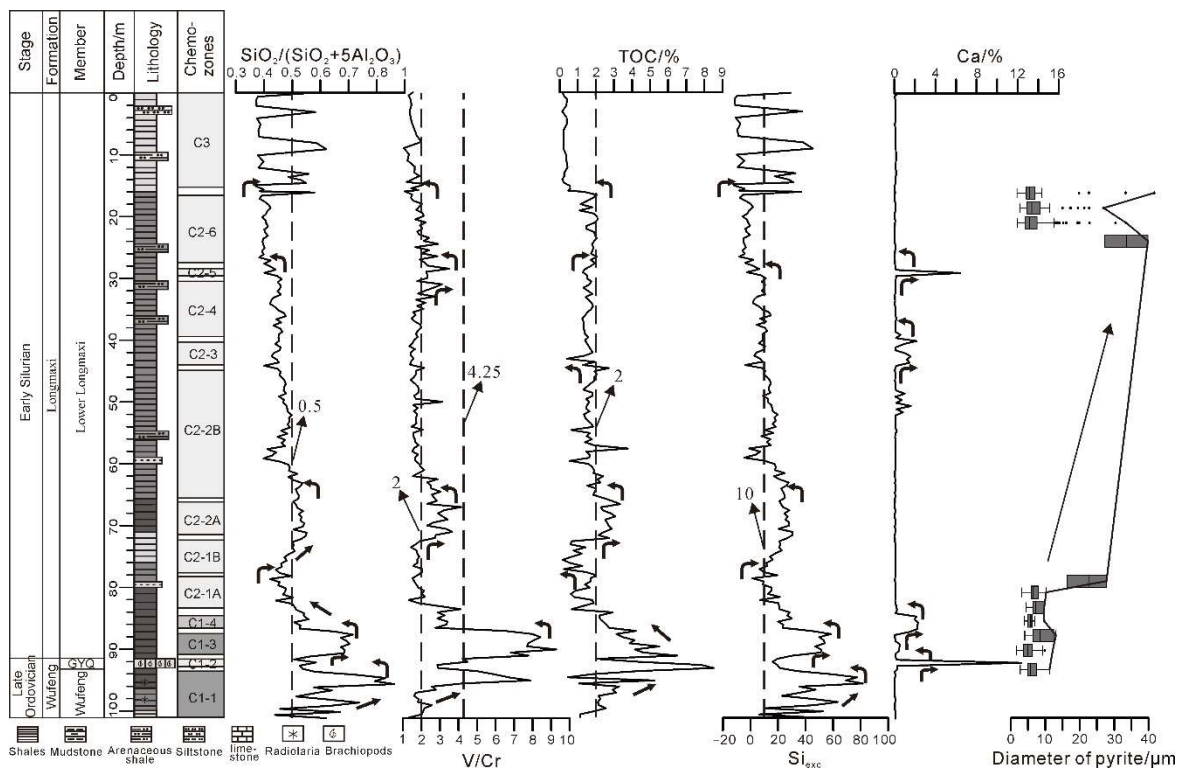 Stage
Formation
Member
Depth/m
Lithology
Chemo-
zones
SiO₂/(SiO₂+5Al₂O₃)
0.3 0.4 0.5 0.6 0.7 1
TOC/%
0 1 2 3 4 5 6 7 8 9
Ca/%
0 4 8 12 16
Early Silurian
Late
Ordovician
Longmaxi
Wufeng
Lower Longmaxi
GYQ
Wufeng
0
10
20
30
40
50
60
70
80
90
100
C3
C2-6
C2-5
C2-4
C2-3
C2-2B
C2-2A
C2-1B
C2-1A
C1-4
C1-3
C1-2
C1-1
0.5
2
4.25
2
10
Shales
Mudstone
Arenaceous
shale
Siltstone
lime-
stone
Radiolaria
Brachiopods
1 2 3 4 5 6 7 8 9 10
V/Cr
-20 0 20 40 60 80 100
Si_exc
0 10 20 30 40
Diameter of pyrite/μm